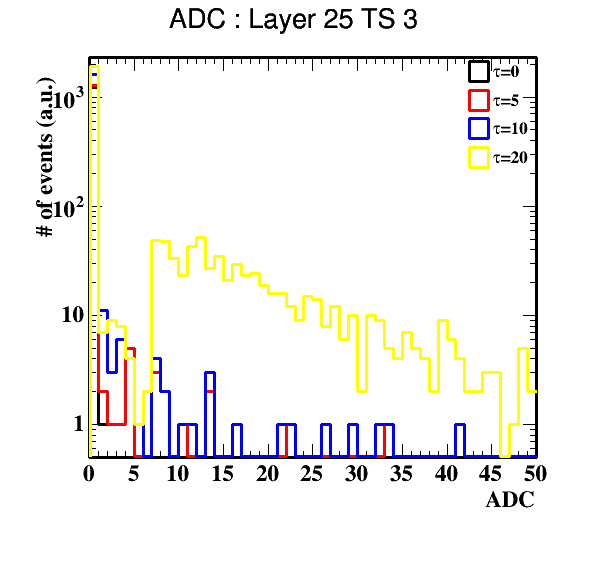 ADC : Layer 25 TS 3
# of events (a.u.)
10³
10²
10
1
τ=0
τ=5
τ=10
τ=20
0 5 10 15 20 25 30 35 40 45 50
ADC